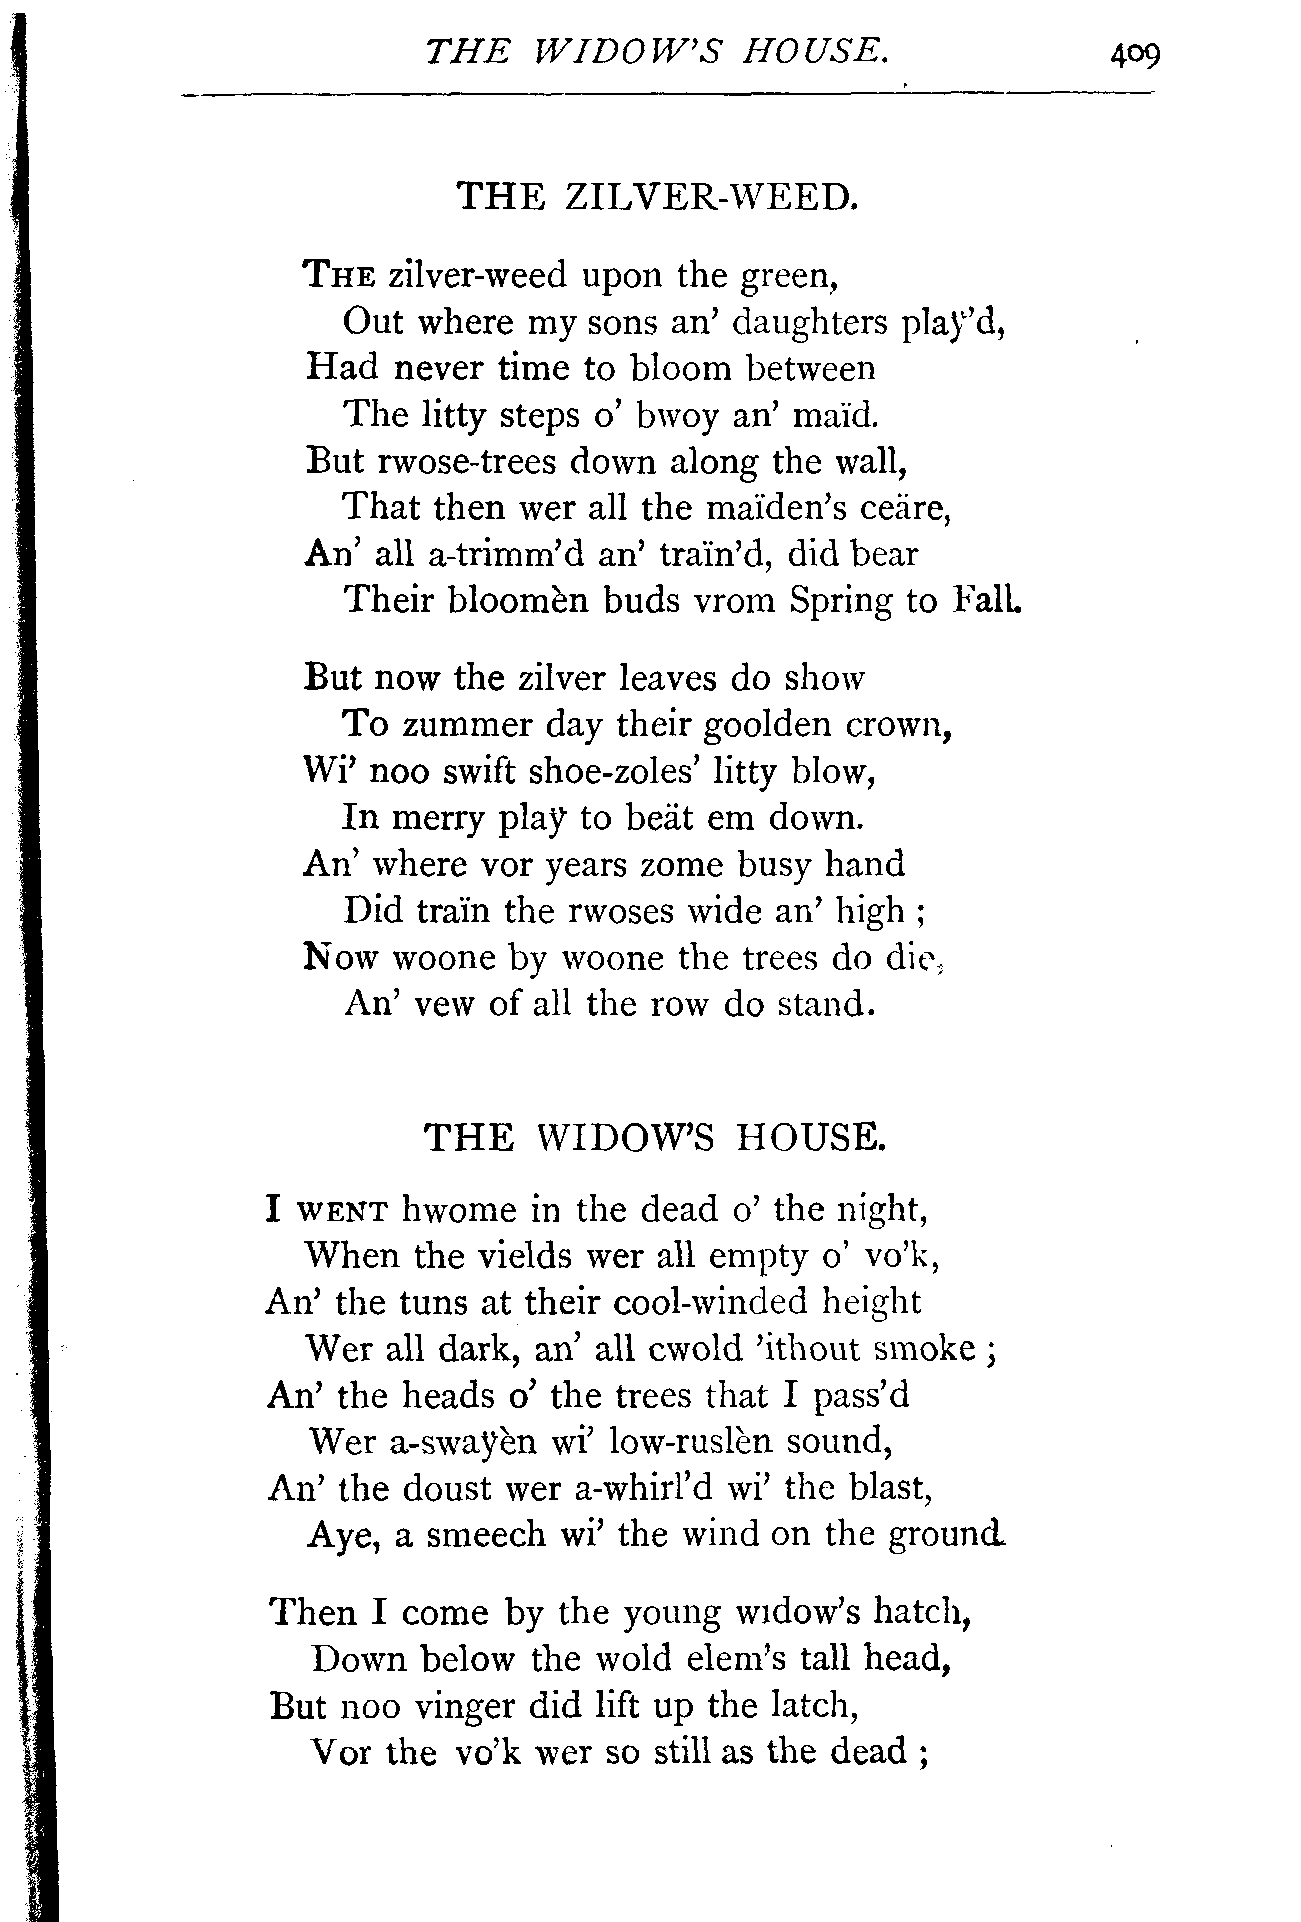 THE WIDOW'S HOUSE. 409
THE ZILVER-WEED.
THE zilver-weed upon the green,
Out where my sons an' daughters plaÿ'd,
Had never time to bloom between
The litty steps o' bwoy an' maïd.
But rwose-trees down along the wall,
That then wer all the maïden's ceäre,
An' all a-trimm'd an' traïn'd, did bear
Their bloomèn buds vrom Spring to Fall.
But now the zilver leaves do show
To zummer day their goolden crown,
Wi' noo swift shoe-zoles' litty blow,
In merry plaÿ to beät em down.
An' where vor years zome busy hand
Did traïn the rwoses wide an' high ;
Now woone by woone the trees do die,
An' vew of all the row do stand.
THE WIDOW'S HOUSE.
I WENT hwome in the dead o' the night,
When the vields wer all empty o' vo'k,
An' the tuns at their cool-winded height
Wer all dark, an' all cwold 'ithout smoke ;
An' the heads o' the trees that I pass'd
Wer a-swayèn wi' low-ruslèn sound,
An' the doust wer a-whirl'd wi' the blast,
Aye, a smeech wi' the wind on the ground.
Then I come by the young widow's hatch,
Down below the wold elem's tall head,
But noo vinger did lift up the latch,
Vor the vo'k wer so still as the dead ;